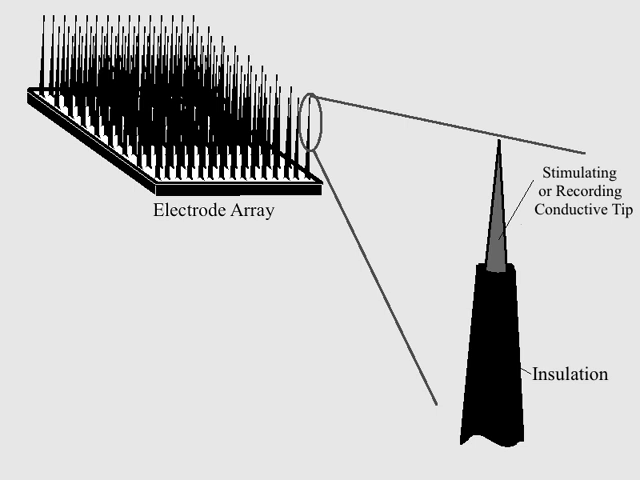 Electrode Array
Stimulating
or Recording
Conductive Tip
Insulation